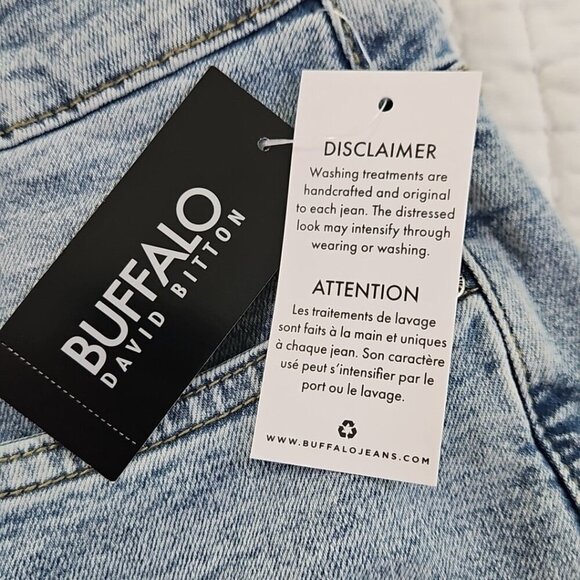 BUFFALO
DAVID BITTON
DISCLAIMER
Washing treatments are
handcrafted and original
to each jean. The distressed
look may intensify through
wearing or washing.
ATTENTION
Les traitements de lavage
sont faits à la main et uniques
à chaque jean. Son caractère
usé peut s'intensifier par le
port ou le lavage.
WWW.BUFFALOJEANS.COM